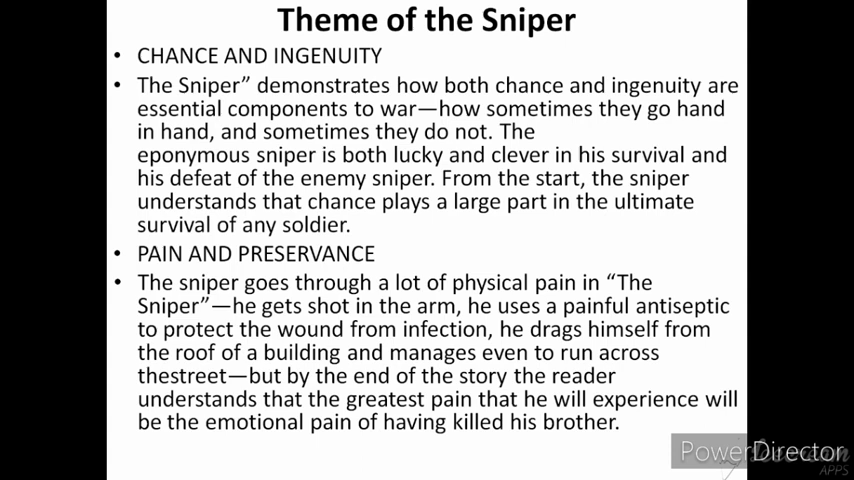 Theme of the Sniper
• CHANCE AND INGENUITY
• The Sniper” demonstrates how both chance and ingenuity are
essential components to war—how sometimes they go hand
in hand, and sometimes they do not. The
eponymous sniper is both lucky and clever in his survival and
his defeat of the enemy sniper. From the start, the sniper
understands that chance plays a large part in the ultimate
survival of any soldier.
• PAIN AND PRESERVANCE
• The sniper goes through a lot of physical pain in “The
Sniper”—he gets shot in the arm, he uses a painful antiseptic
to protect the wound from infection, he drags himself from
the roof of a building and manages even to run across
thestreet—but by the end of the story the reader
understands that the greatest pain that he will experience will
be the emotional pain of having killed his brother.
PowerDirector
APPS